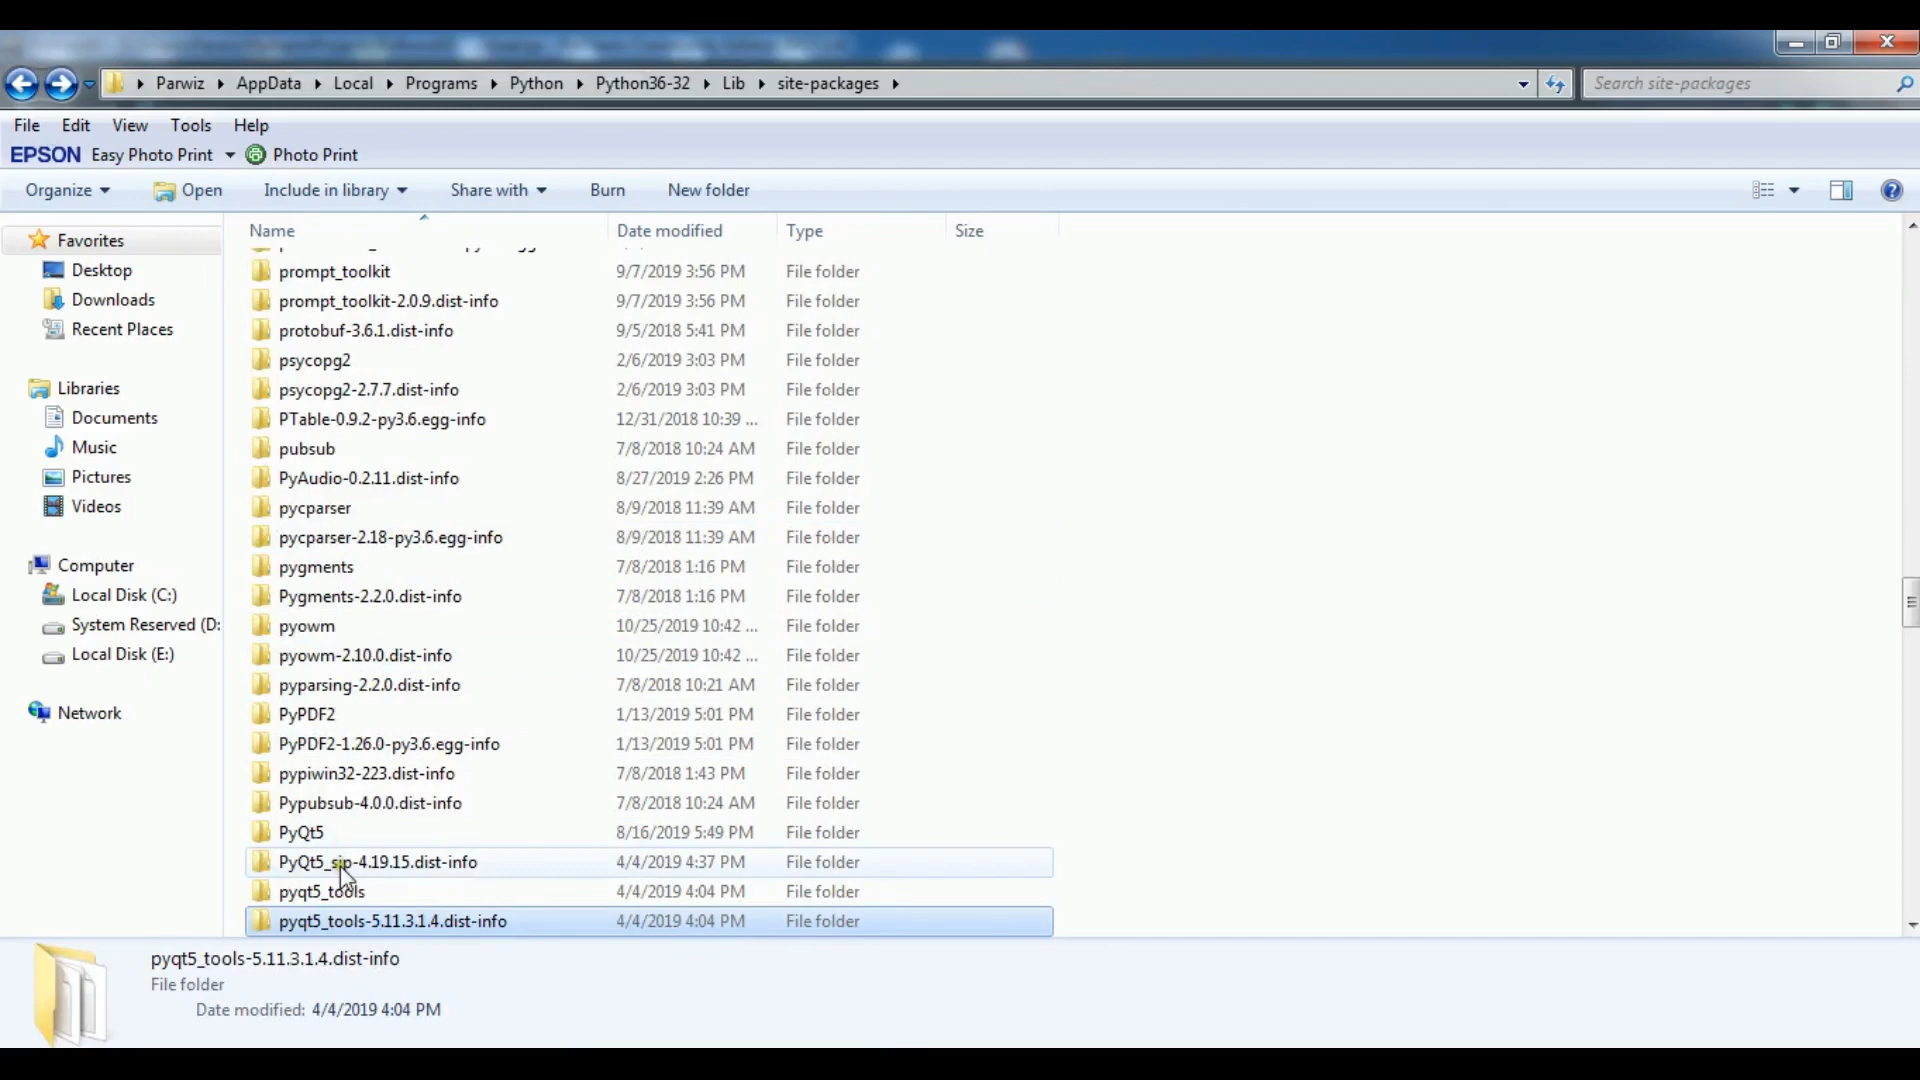 Parwiz AppData Local Programs Python Python36-32 Lib site-packages Search site-packages
File Edit View Tools Help
EPSON Easy Photo Print Photo Print
Organize Open Include in library Share with Burn New folder
Name Date modified Type Size
Favorites
Desktop
Downloads
Recent Places
Libraries
Documents
Music
Pictures
Videos
Computer
Local Disk (C:)
System Reserved (D:
Local Disk (E:)
Network
prompt_toolkit 9/7/2019 3:56 PM File folder
prompt_toolkit-2.0.9.dist-info 9/7/2019 3:56 PM File folder
protobuf-3.6.1.dist-info 9/5/2018 5:41 PM File folder
psycopg2 2/6/2019 3:03 PM File folder
psycopg2-2.7.7.dist-info 2/6/2019 3:03 PM File folder
PTable-0.9.2-py3.6.egg-info 12/31/2018 10:39 ... File folder
pubsub 7/8/2018 10:24 AM File folder
PyAudio-0.2.11.dist-info 8/27/2019 2:26 PM File folder
pycparser 8/9/2018 11:39 AM File folder
pycparser-2.18-py3.6.egg-info 8/9/2018 11:39 AM File folder
pygments 7/8/2018 1:16 PM File folder
Pygments-2.2.0.dist-info 7/8/2018 1:16 PM File folder
pyowm 10/25/2019 10:42 ... File folder
pyowm-2.10.0.dist-info 10/25/2019 10:42 ... File folder
pyparsing-2.2.0.dist-info 7/8/2018 10:21 AM File folder
PyPDF2 1/13/2019 5:01 PM File folder
PyPDF2-1.26.0-py3.6.egg-info 1/13/2019 5:01 PM File folder
pypiwin32-223.dist-info 7/8/2018 1:43 PM File folder
Pypubsub-4.0.0.dist-info 7/8/2018 10:24 AM File folder
PyQt5 8/16/2019 5:49 PM File folder
PyQt5_sip-4.19.15.dist-info 4/4/2019 4:37 PM File folder
pyqt5_tools 4/4/2019 4:04 PM File folder
pyqt5_tools-5.11.3.1.4.dist-info 4/4/2019 4:04 PM File folder
pyqt5_tools-5.11.3.1.4.dist-info
File folder
Date modified: 4/4/2019 4:04 PM